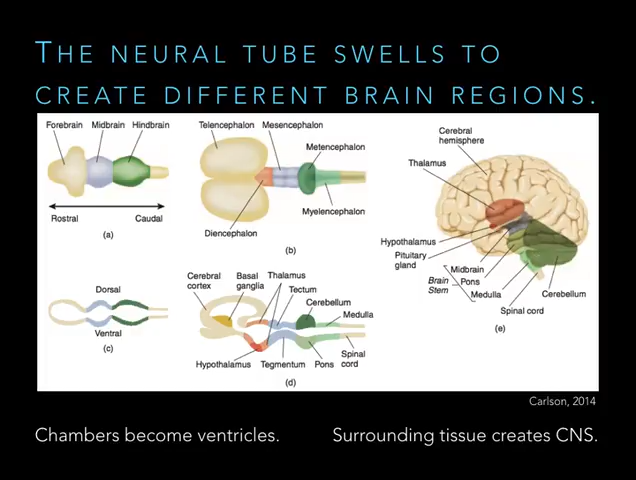 THE NEURAL TUBE SWELLS TO
CREATE DIFFERENT BRAIN REGIONS.
Forebrain Midbrain Hindbrain
Rostral Caudal
(a)
Telencephalon Mesencephalon
Metencephalon
Myelencephalon
Diencephalon
(b)
Dorsal
Ventral
(c)
Cerebral cortex
Basal ganglia
Thalamus
Tectum
Cerebellum
Medulla
Hypothalamus
Tegmentum
Pons
Spinal cord
(d)
Cerebral hemisphere
Thalamus
Hypothalamus
Pituitary gland
Brain Stem
Midbrain
Pons
Medulla
Spinal cord
Cerebellum
(e)
Carlson, 2014
Chambers become ventricles. Surrounding tissue creates CNS.